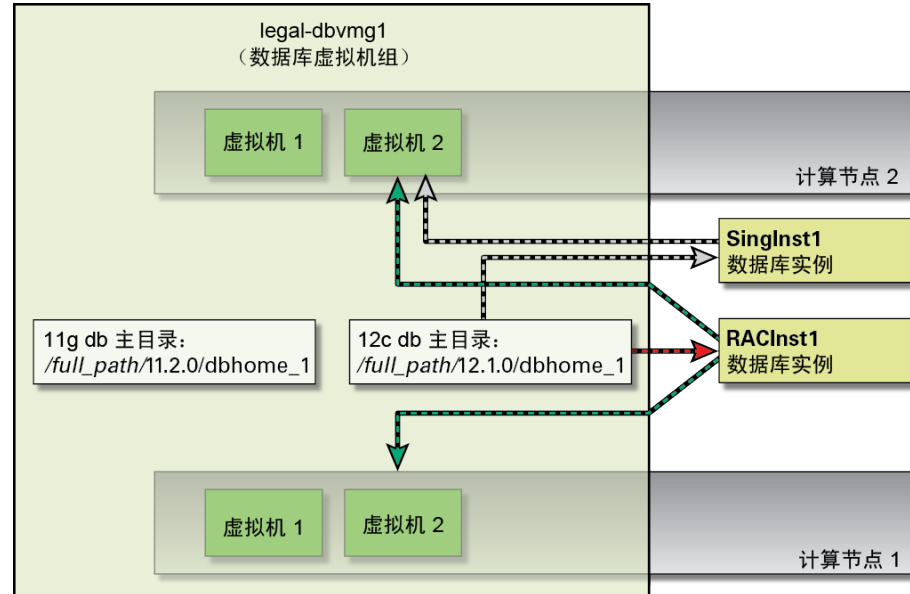 legal-dbvmg1
（数据库虚拟机组）
虚拟机 1
虚拟机 2
计算节点 2
SingInst1
数据库实例
11g db 主目录：
/full_path/11.2.0/dbhome_1
12c db 主目录：
/full_path/12.1.0/dbhome_1
RACInst1
数据库实例
虚拟机 1
虚拟机 2
计算节点 1